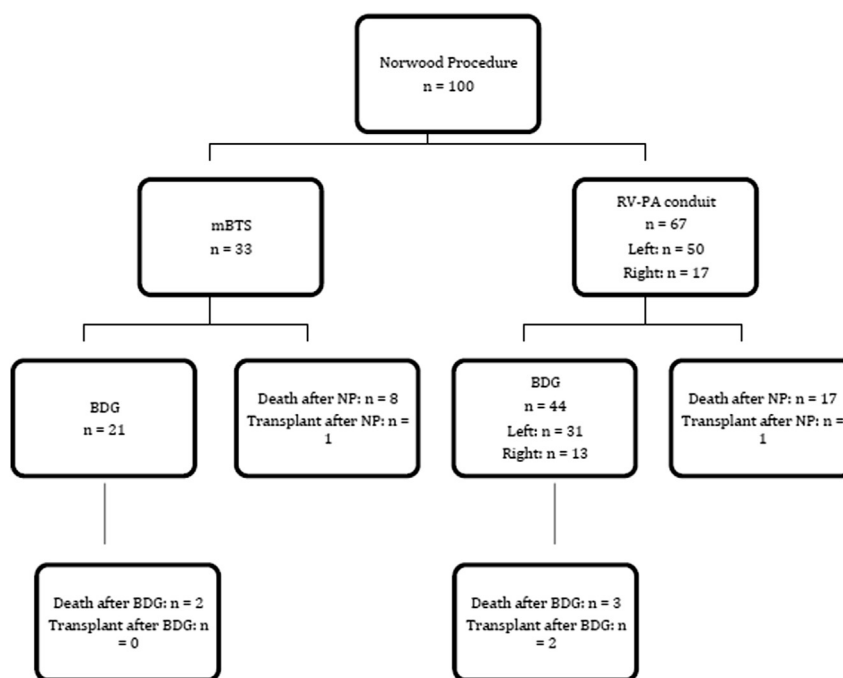 Norwood Procedure
n = 100
mBTS
n = 33
RV-PA conduit
n = 67
Left: n = 50
Right: n = 17
BDG
n = 21
Death after NP: n = 8
Transplant after NP: n =
1
BDG
n = 44
Left: n = 31
Right: n = 13
Death after NP: n = 17
Transplant after NP: n =
1
Death after BDG: n = 2
Transplant after BDG: n
= 0
Death after BDG: n = 3
Transplant after BDG: n
= 2